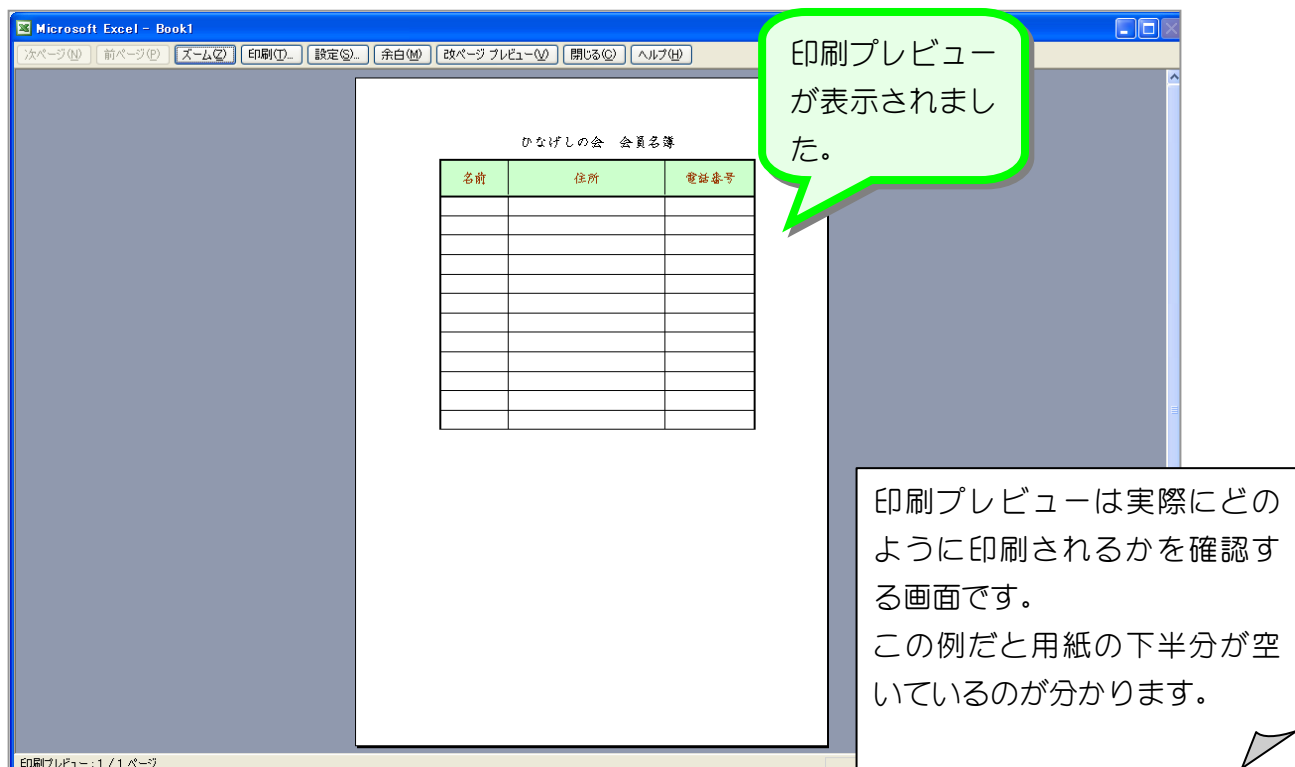 Microsoft Excel - Book1
次ページ(N) 前ページ(P) ズーム(Z) 印刷(T)... 設定(S)... 余白(M) 改ページ プレビュー(V) 閉じる(C) ヘルプ(H)
印刷プレビュー
が表示されまし
た。
ひなげしの会 会員名簿
名前 住所 電話番号
印刷プレビューは実際にどの
ように印刷されるかを確認す
る画面です。
この例だと用紙の下半分が空
いているのが分かります。
印刷プレビュー : 1 / 1 ページ